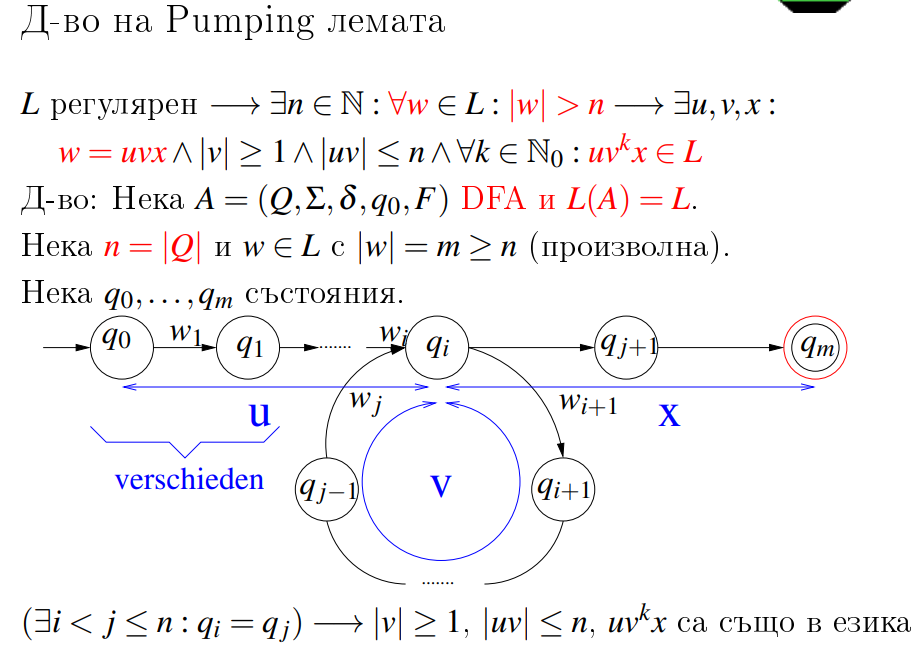 Д-во на Pumping лемата
L регулярен ⟶ ∃n ∈ ℕ : ∀w ∈ L : |w| > n ⟶ ∃u, v, x :
w = uvx ∧ |v| ≥ 1 ∧ |uv| ≤ n ∧ ∀k ∈ ℕ₀ : uvᵏx ∈ L
Д-во: Нека A = (Q, Σ, δ, q₀, F) DFA и L(A) = L.
Нека n = |Q| и w ∈ L с |w| = m ≥ n (произволна).
Нека q₀, …, qₘ състояния.
q₀ w₁ q₁ ....... wᵢ qᵢ qⱼ₊₁ qₘ
u wⱼ wᵢ₊₁ x
verschieden qⱼ₋₁ v qᵢ₊₁
.......
(∃i < j ≤ n : qᵢ = qⱼ) ⟶ |v| ≥ 1, |uv| ≤ n, uvᵏx са също в езика